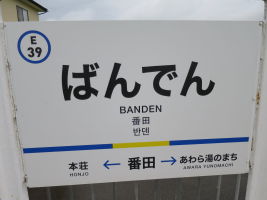 E
39
ばんでん
BANDEN
番田
반덴
本荘 ← 番田 → あわら湯のまち
HONJO AWARA YUNOMACHI